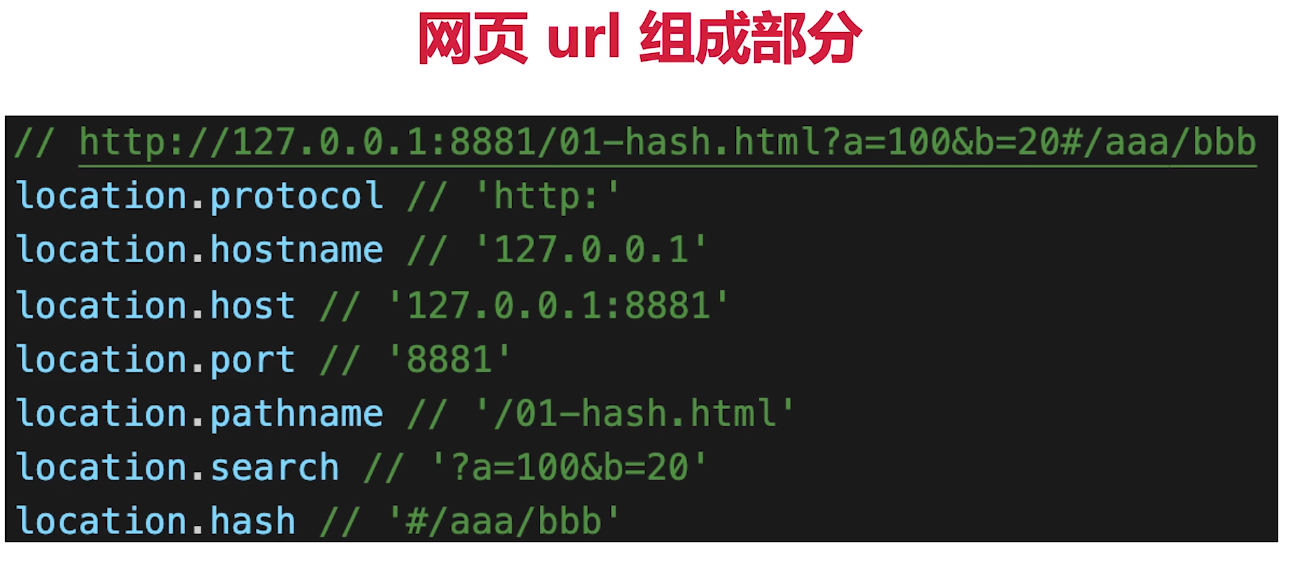 网页 url 组成部分
// http://127.0.0.1:8881/01-hash.html?a=100&b=20#/aaa/bbb
location.protocol // 'http:'
location.hostname // '127.0.0.1'
location.host // '127.0.0.1:8881'
location.port // '8881'
location.pathname // '/01-hash.html'
location.search // '?a=100&b=20'
location.hash // '#/aaa/bbb'